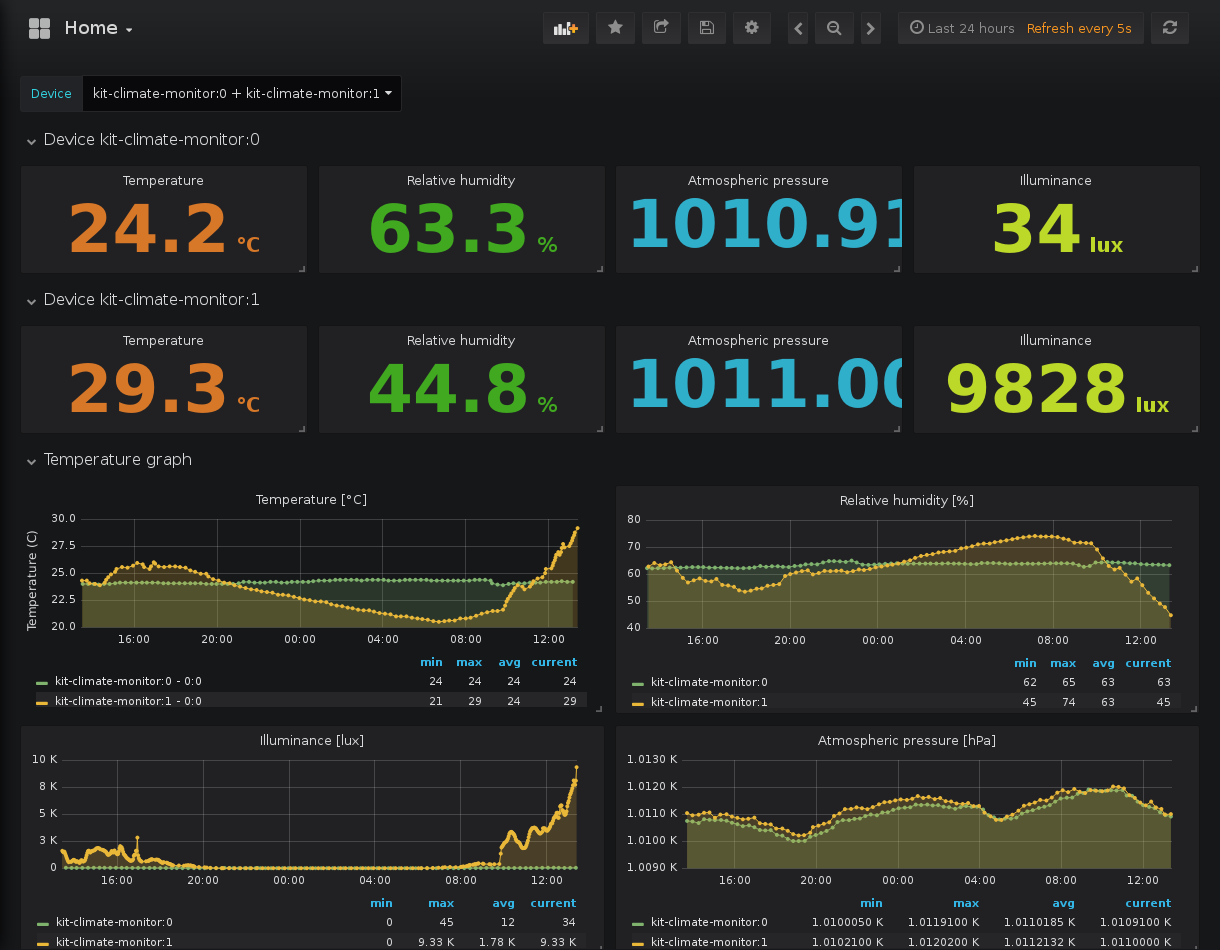 Home
Last 24 hours Refresh every 5s
Device kit-climate-monitor:0 + kit-climate-monitor:1
Device kit-climate-monitor:0
Temperature Relative humidity Atmospheric pressure Illuminance
24.2 °C 63.3 % 1010.91 34 lux
Device kit-climate-monitor:1
Temperature Relative humidity Atmospheric pressure Illuminance
29.3 °C 44.8 % 1011.00 9828 lux
Temperature graph
Temperature [°C]
Temperature (C)
30.0
27.5
25.0
22.5
20.0
16:00 20:00 00:00 04:00 08:00 12:00
min max avg current
kit-climate-monitor:0 - 0:0 24 24 24 24
kit-climate-monitor:1 - 0:0 21 29 24 29
Relative humidity [%]
80
70
60
50
40
16:00 20:00 00:00 04:00 08:00 12:00
min max avg current
kit-climate-monitor:0 62 65 63 63
kit-climate-monitor:1 45 74 63 45
Illuminance [lux]
10 K
8 K
5 K
3 K
0
16:00 20:00 00:00 04:00 08:00 12:00
min max avg current
kit-climate-monitor:0 0 45 12 34
kit-climate-monitor:1 0 9.33 K 1.78 K 9.33 K
Atmospheric pressure [hPa]
1.0130 K
1.0120 K
1.0110 K
1.0100 K
1.0090 K
16:00 20:00 00:00 04:00 08:00 12:00
min max avg current
kit-climate-monitor:0 1.0100050 K 1.0119100 K 1.0110185 K 1.0109100 K
kit-climate-monitor:1 1.0102100 K 1.0120200 K 1.0112132 K 1.0110000 K